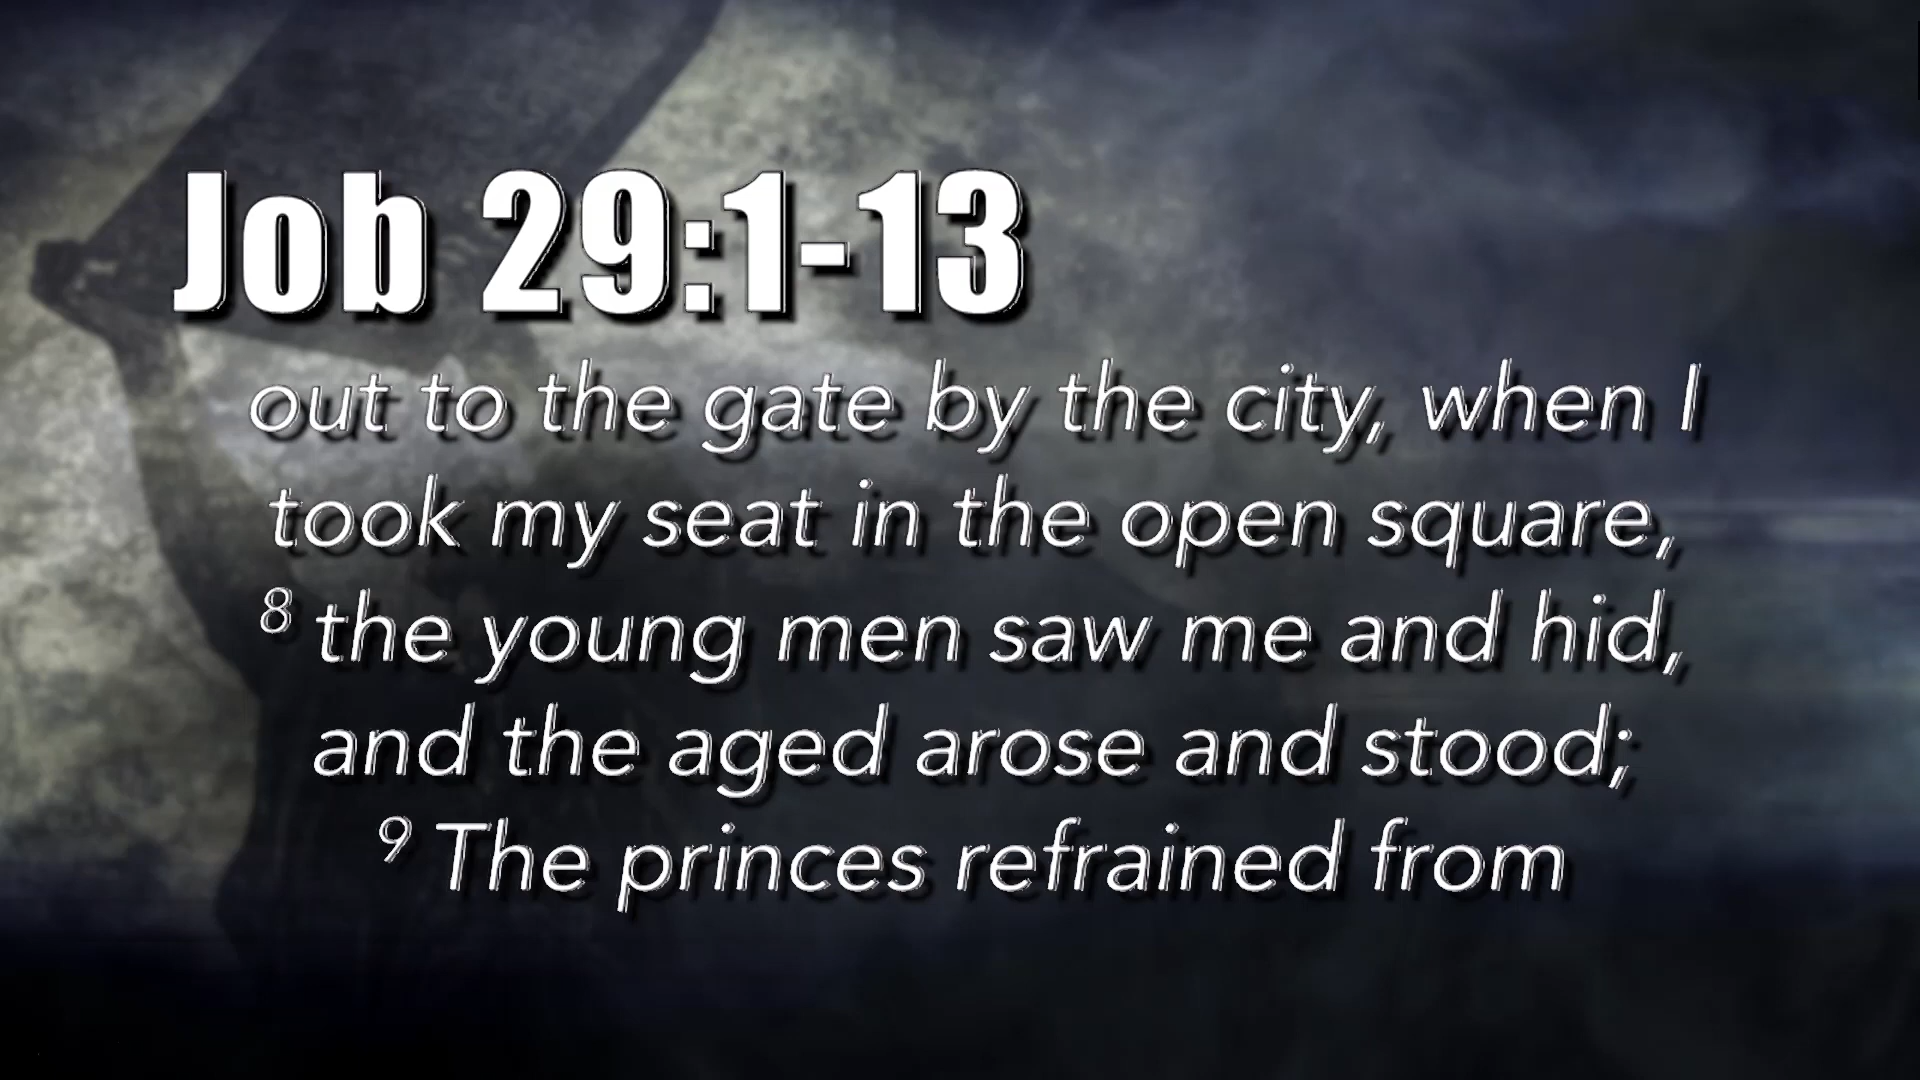 Job 29:1-13
out to the gate by the city, when I
took my seat in the open square,
8 the young men saw me and hid,
and the aged arose and stood;
9 The princes refrained from